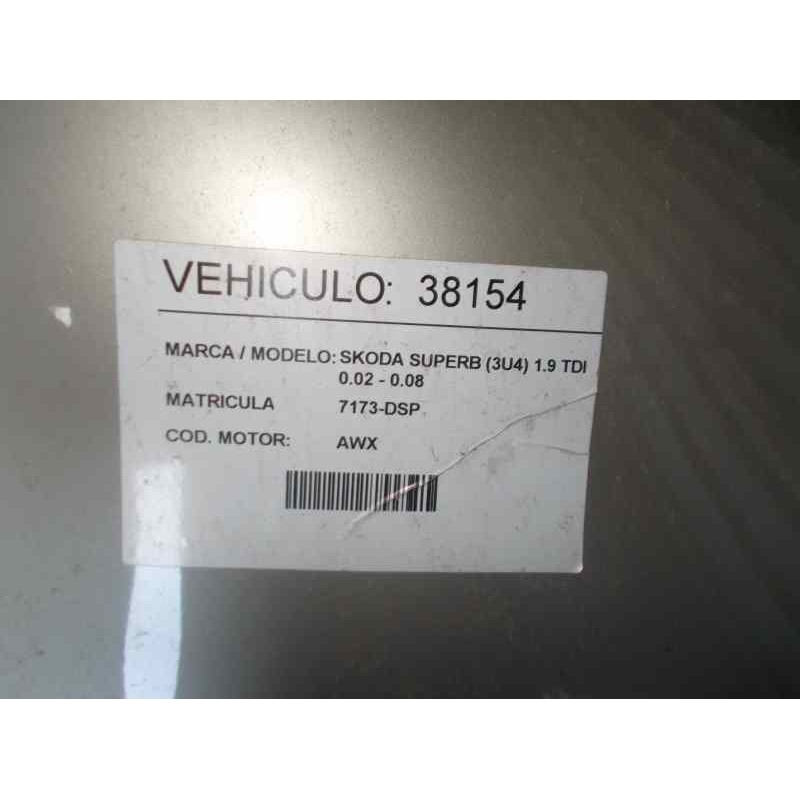 VEHICULO: 38154
MARCA / MODELO: SKODA SUPERB (3U4) 1.9 TDI
0.02 - 0.08
MATRICULA 7173-DSP
COD. MOTOR: AWX